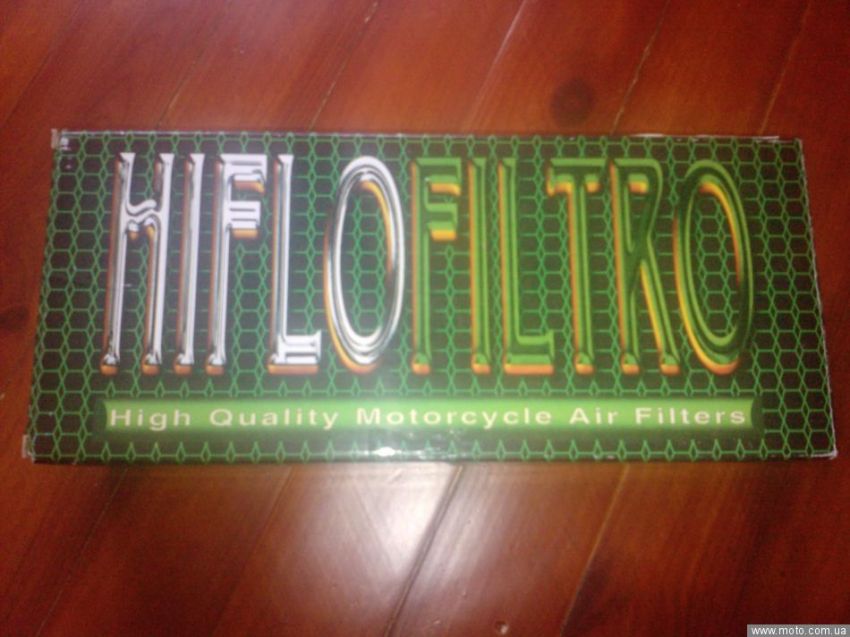 HIFLOFILTRO
High Quality Motorcycle Air Filters
www.moto.com.ua